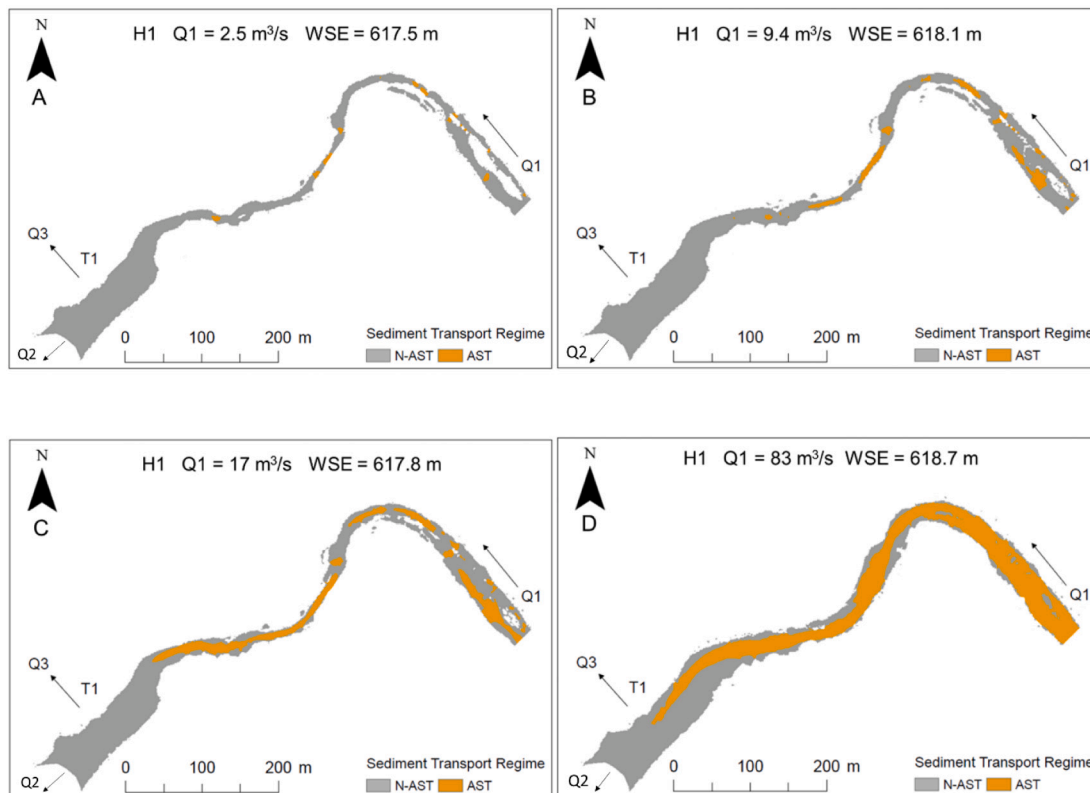 N
H1 Q1 = 2.5 m³/s WSE = 617.5 m
A
Q1
Q3
T1
Q2
0 100 200 m
Sediment Transport Regime
N-AST AST
N
H1 Q1 = 9.4 m³/s WSE = 618.1 m
B
Q1
Q3
T1
Q2
0 100 200 m
Sediment Transport Regime
N-AST AST
N
H1 Q1 = 17 m³/s WSE = 617.8 m
C
Q1
Q3
T1
Q2
0 100 200 m
Sediment Transport Regime
N-AST AST
N
H1 Q1 = 83 m³/s WSE = 618.7 m
D
Q1
Q3
T1
Q2
0 100 200 m
Sediment Transport Regime
N-AST AST